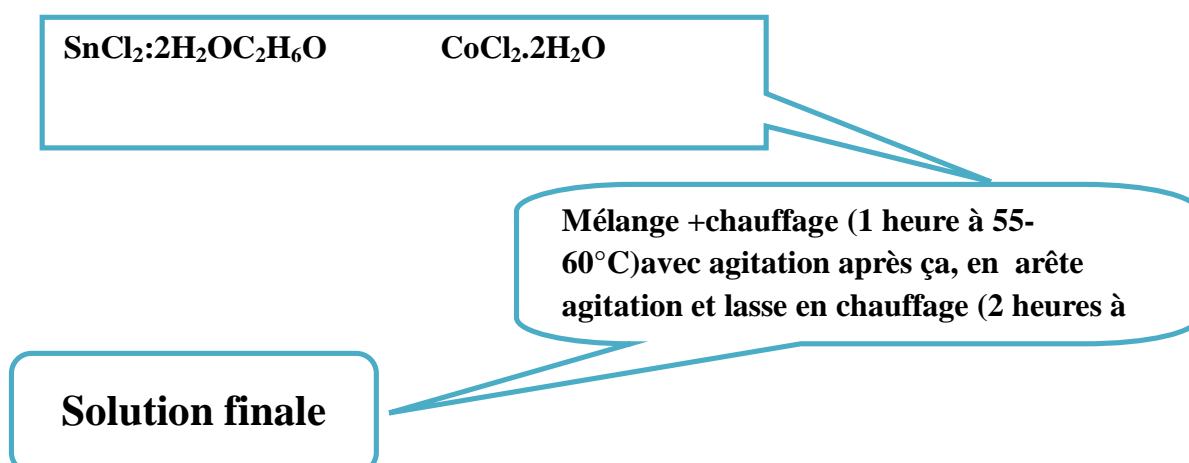 SnCl₂:2H₂OC₂H₆O CoCl₂.2H₂O
Mélange +chauffage (1 heure à 55-
60°C)avec agitation après ça, en arête
agitation et lasse en chauffage (2 heures à
Solution finale